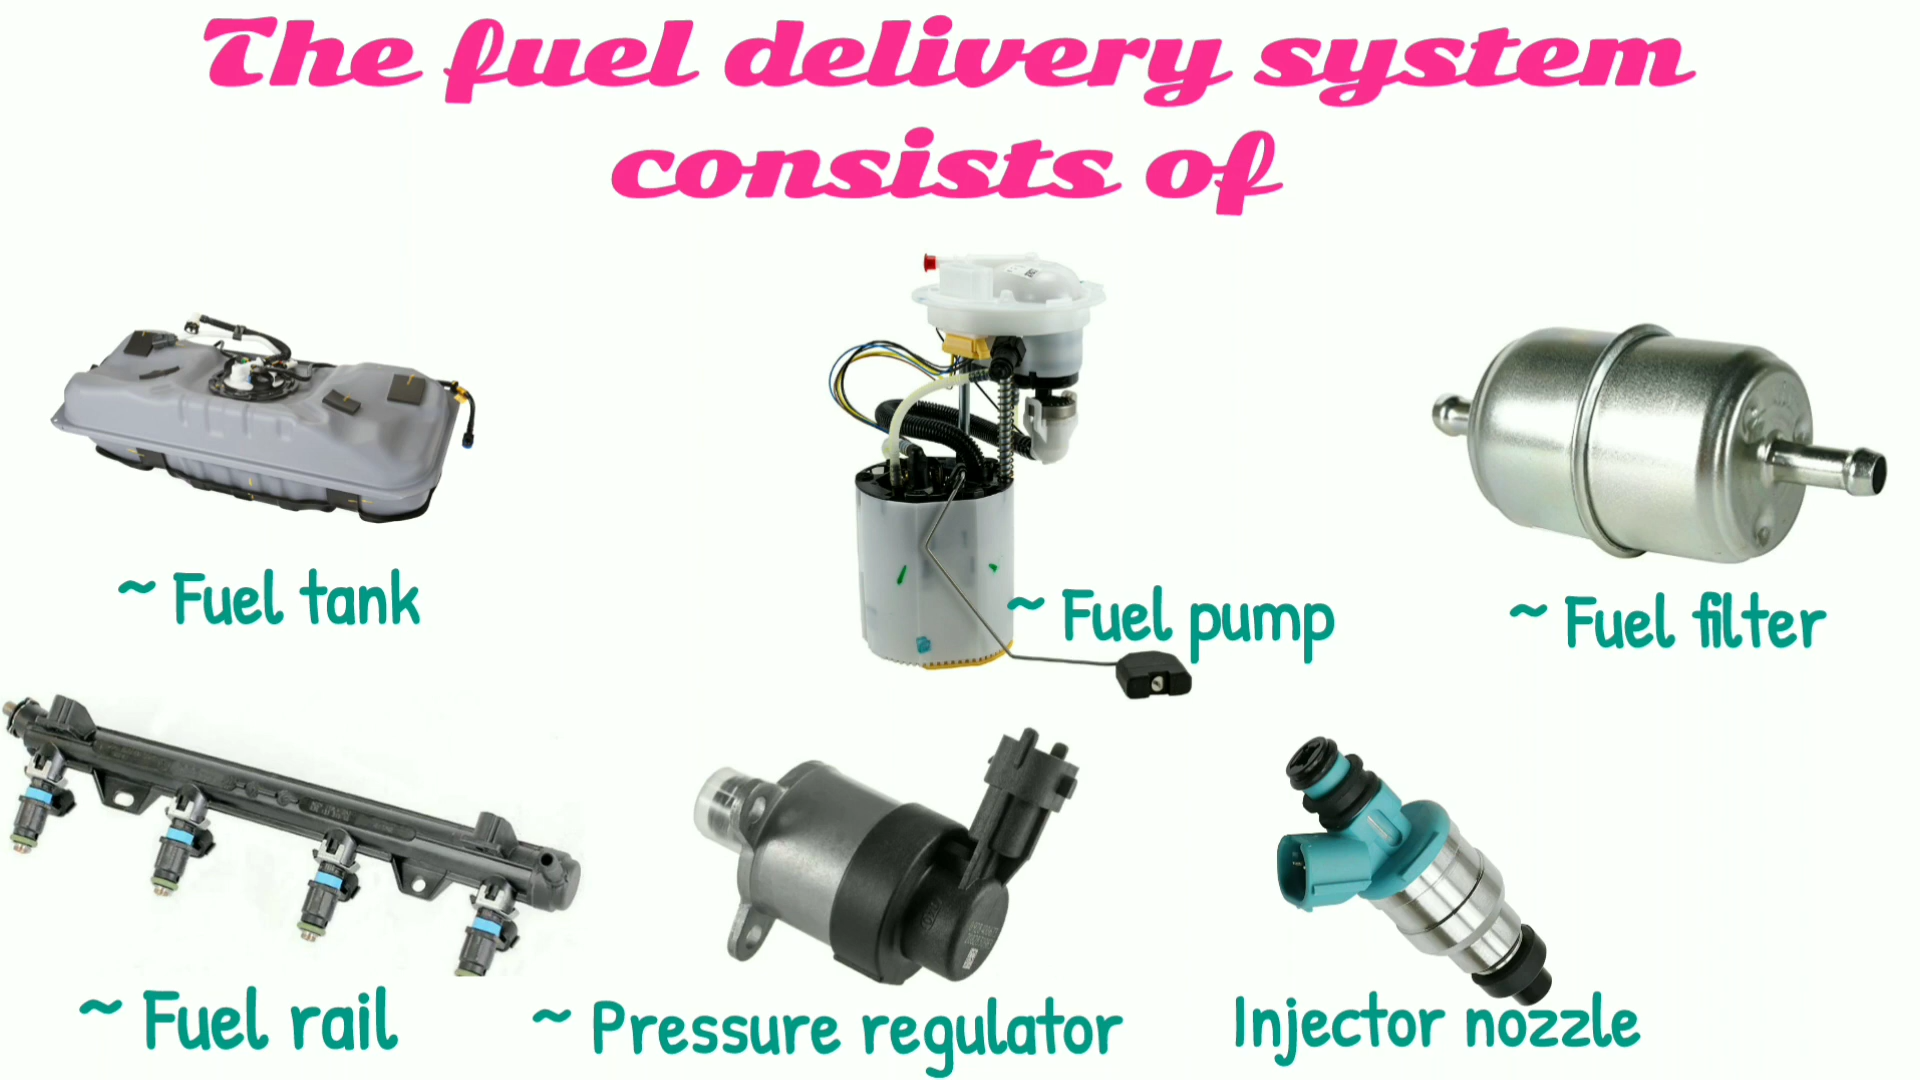 The fuel delivery system
consists of
~ Fuel tank
~ Fuel pump
~ Fuel filter
~ Fuel rail
~ Pressure regulator
Injector nozzle